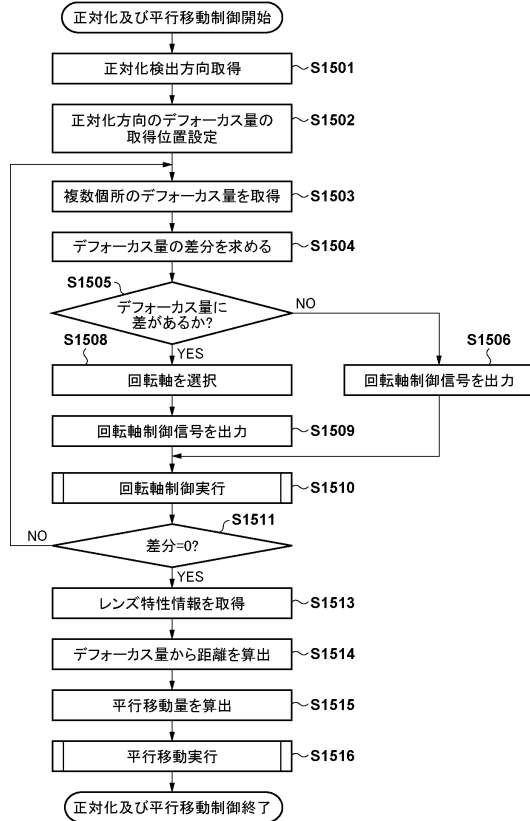 正対化及び平行移動制御開始
正対化検出方向取得
S1501
正対化方向のデフォーカス量の
取得位置設定
S1502
複数個所のデフォーカス量を取得
S1503
デフォーカス量の差分を求める
S1504
S1505
デフォーカス量に
差があるか?
NO
YES
S1508
回転軸を選択
S1506
回転軸制御信号を出力
回転軸制御信号を出力
S1509
回転軸制御実行
S1510
S1511
差分=0?
NO
YES
レンズ特性情報を取得
S1513
デフォーカス量から距離を算出
S1514
平行移動量を算出
S1515
平行移動実行
S1516
正対化及び平行移動制御終了